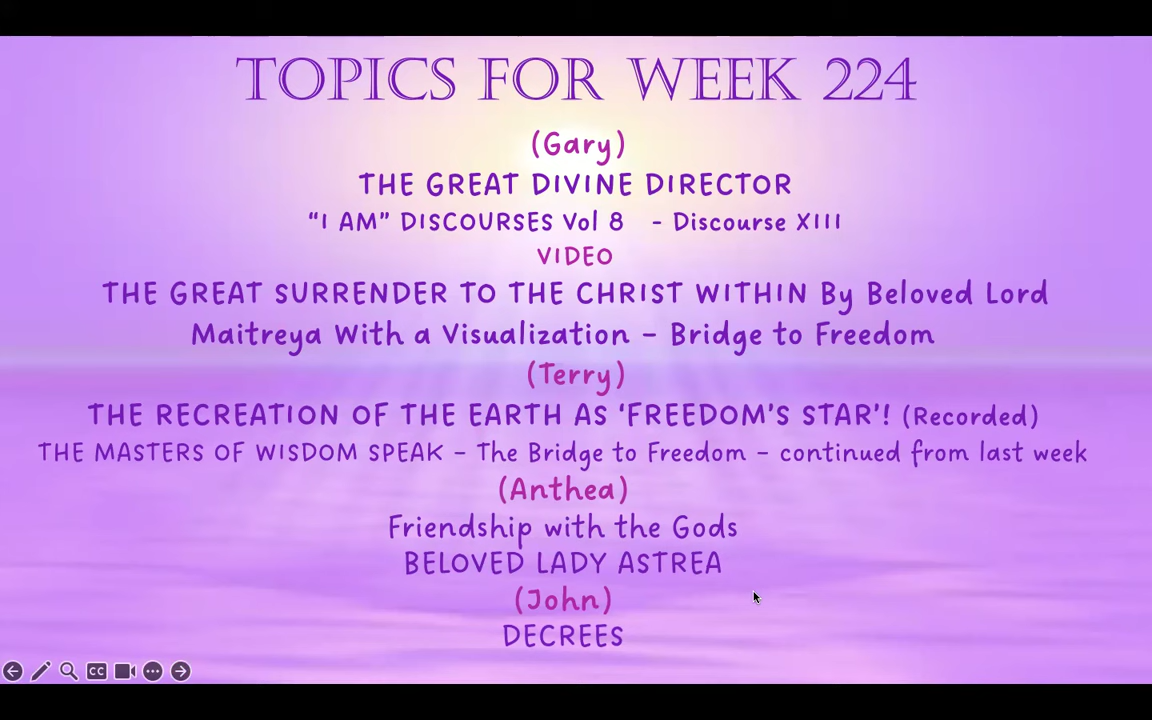 TOPICS FOR WEEK 224
(Gary)
THE GREAT DIVINE DIRECTOR
“I AM” DISCOURSES Vol 8 - Discourse XIII
VIDEO
THE GREAT SURRENDER TO THE CHRIST WITHIN By Beloved Lord
Maitreya With a Visualization – Bridge to Freedom
(Terry)
THE RECREATION OF THE EARTH AS ‘FREEDOM’S STAR’! (Recorded)
THE MASTERS OF WISDOM SPEAK – The Bridge to Freedom – continued from last week
(Anthea)
Friendship with the Gods
BELOVED LADY ASTREA
(John)
DECREES
CC